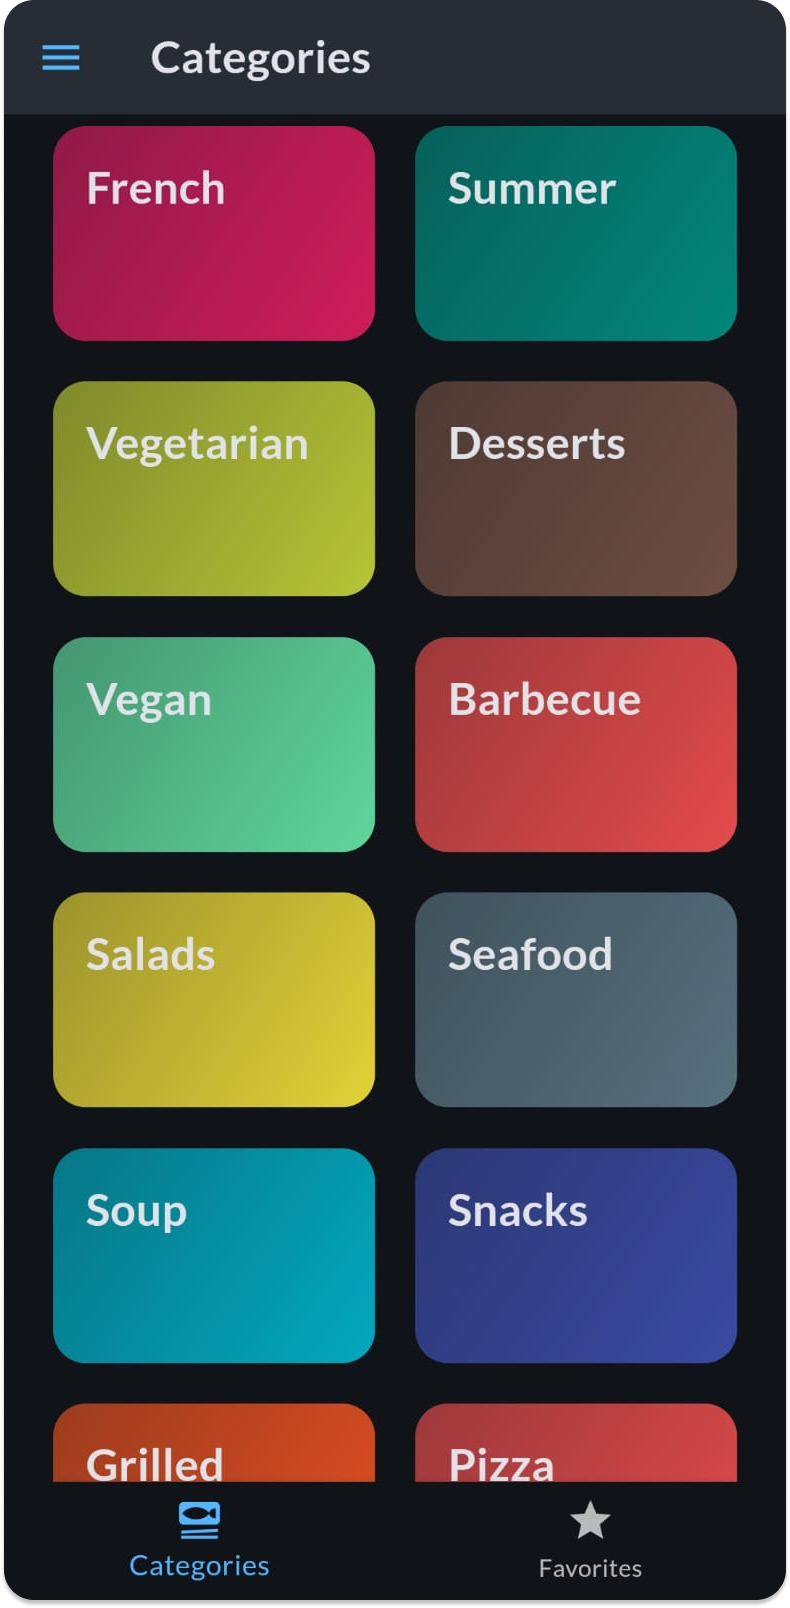 Categories
French
Summer
Vegetarian
Desserts
Vegan
Barbecue
Salads
Seafood
Soup
Snacks
Grilled
Pizza
Categories
Favorites